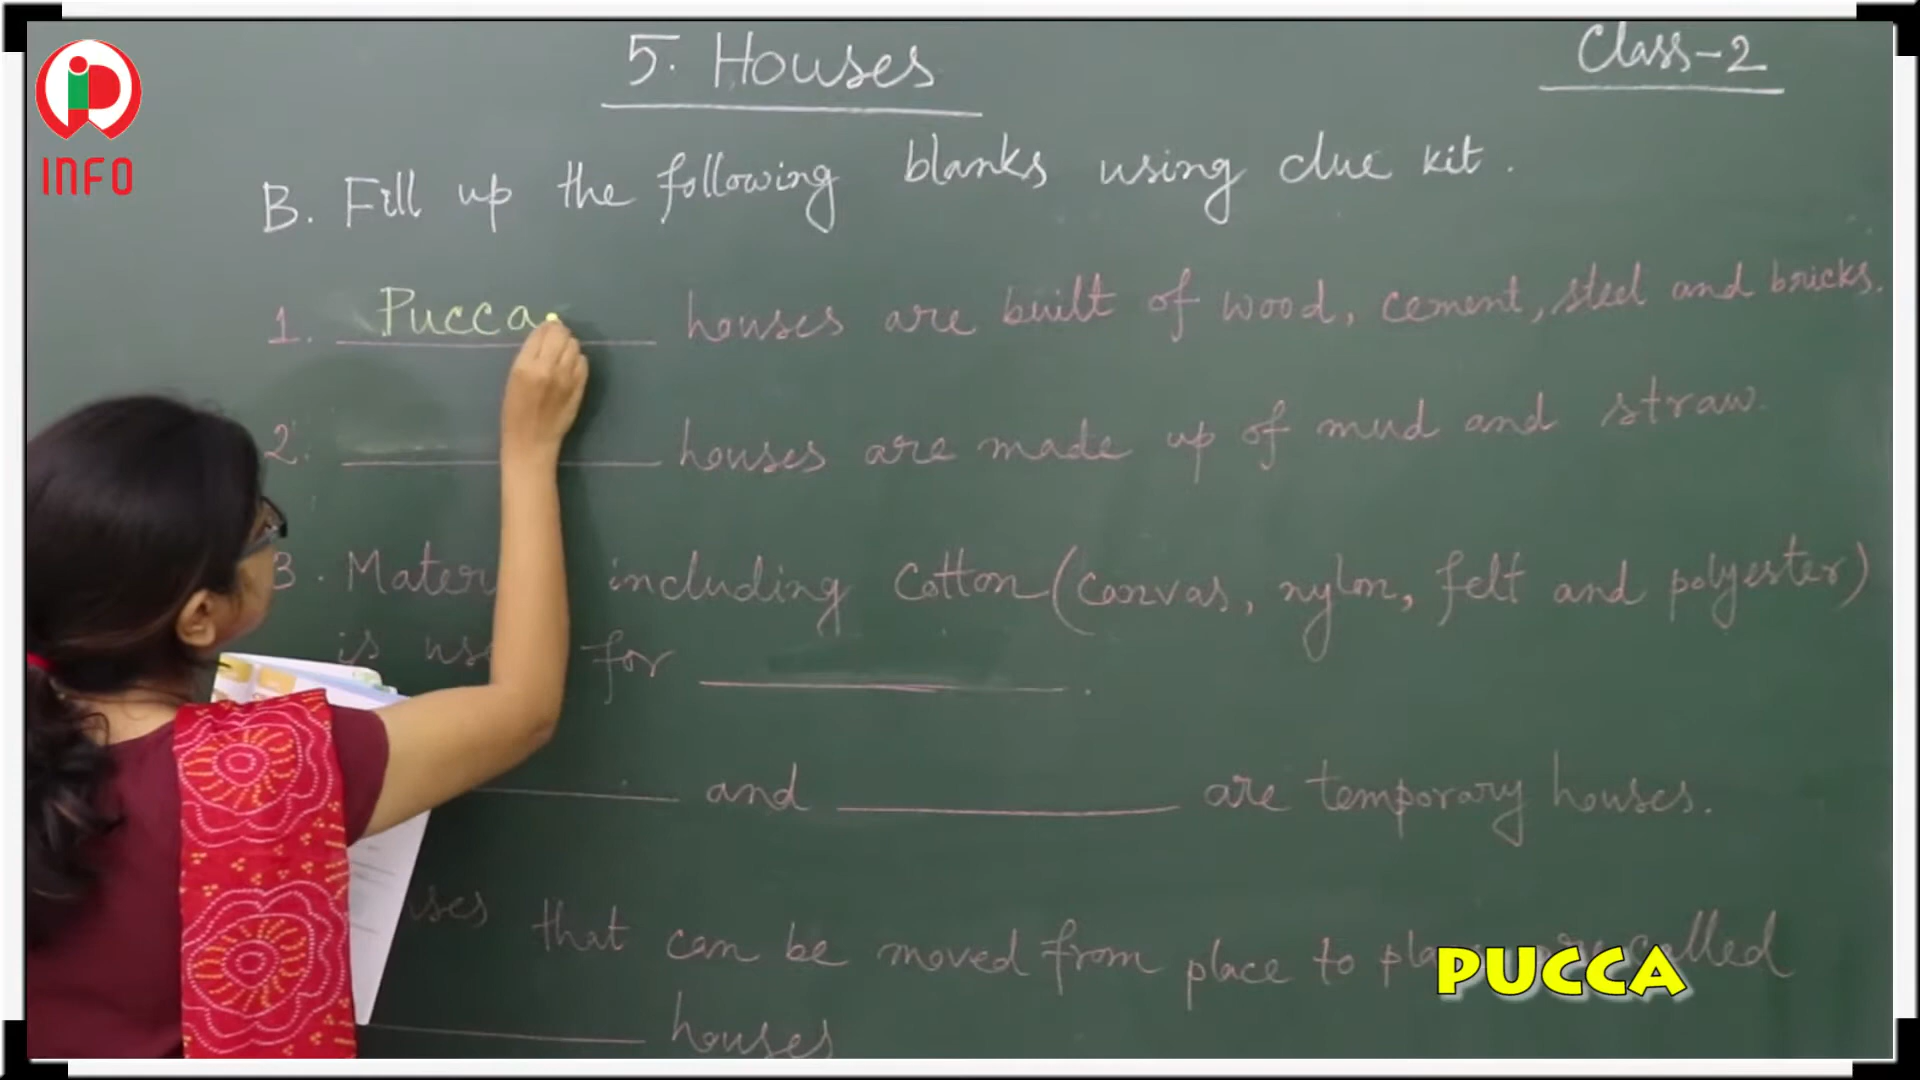 INFO
5. Houses
Class-2
B. Fill up the following blanks using clue kit.
1. Pucca houses are built of wood, cement, steel and bricks.
2. houses are made up of mud and straw.
3. including Cotton (canvas, nylon, felt and polyester)
is for .
and are temporary houses.
that can be moved from place to called
houses
PUCCA